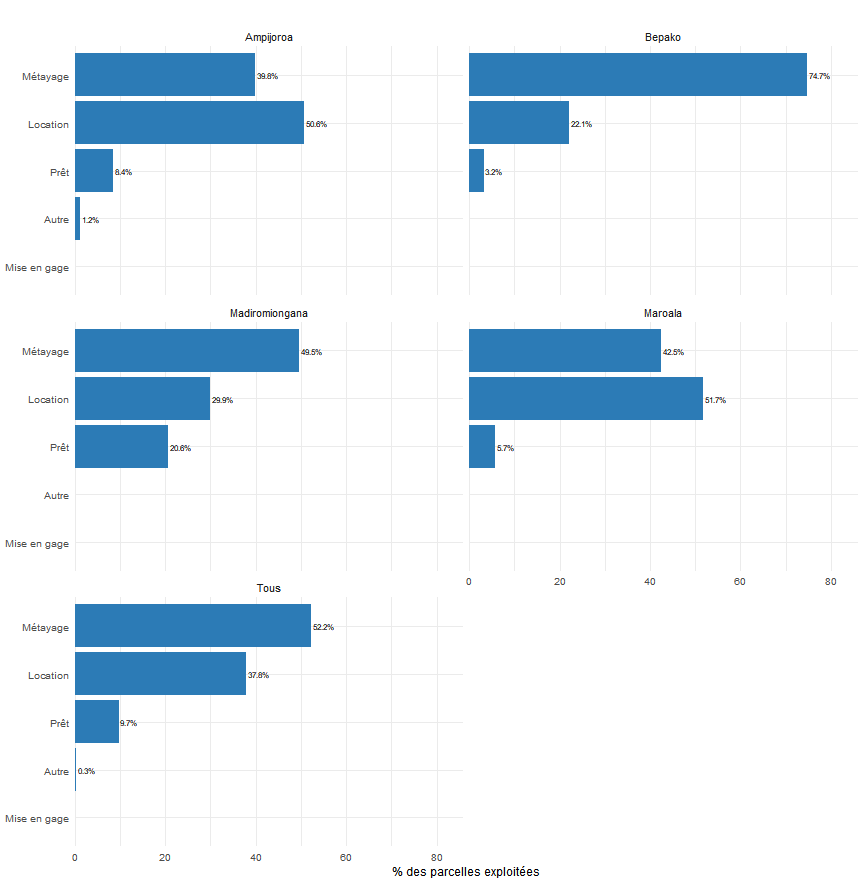 Ampijoroa
Bepako
Métayage
39.8%
74.7%
Location
50.6%
22.1%
Prêt
8.4%
3.2%
Autre
1.2%
Mise en gage
Madiromiongana
Maroala
Métayage
49.5%
42.5%
Location
29.9%
51.7%
Prêt
20.6%
5.7%
Autre
Mise en gage
0 20 40 60 80
Tous
Métayage
52.2%
Location
37.8%
Prêt
9.7%
Autre
0.3%
Mise en gage
0 20 40 60 80
% des parcelles exploitées